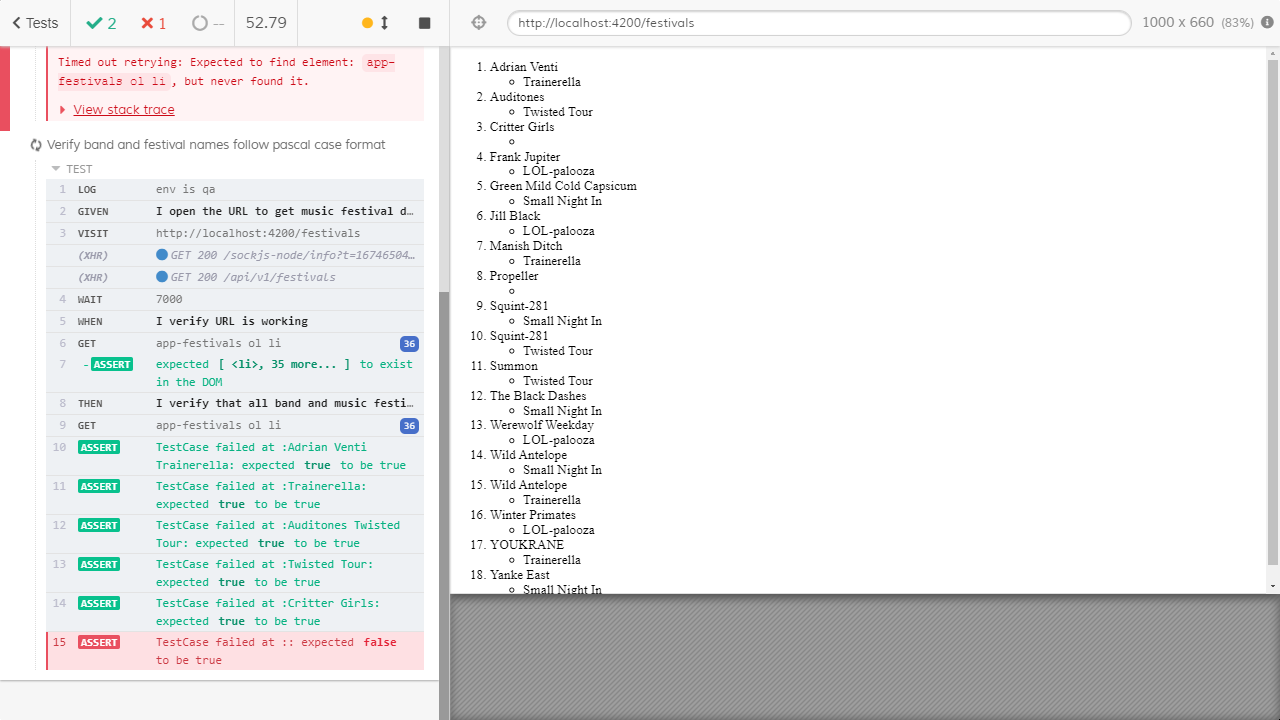 Tests
2
1
--
52.79
Timed out retrying: Expected to find element: app-
festivals ol li, but never found it.
View stack trace
Verify band and festival names follow pascal case format
TEST
1 LOG env is qa
2 GIVEN I open the URL to get music festival d…
3 VISIT http://localhost:4200/festivals
(XHR) GET 200 /sockjs-node/info?t=16746504…
(XHR) GET 200 /api/v1/festivals
4 WAIT 7000
5 WHEN I verify URL is working
6 GET app-festivals ol li 36
7 -ASSERT expected [ <li>, 35 more... ] to exist
in the DOM
8 THEN I verify that all band and music festi…
9 GET app-festivals ol li 36
10 ASSERT TestCase failed at :Adrian Venti
Trainerella: expected true to be true
11 ASSERT TestCase failed at :Trainerella:
expected true to be true
12 ASSERT TestCase failed at :Auditones Twisted
Tour: expected true to be true
13 ASSERT TestCase failed at :Twisted Tour:
expected true to be true
14 ASSERT TestCase failed at :Critter Girls:
expected true to be true
15 ASSERT TestCase failed at :: expected false
to be true
http://localhost:4200/festivals
1000 x 660 (83%)
1. Adrian Venti
Trainerella
2. Auditones
Twisted Tour
3. Critter Girls
4. Frank Jupiter
LOL-palooza
5. Green Mild Cold Capsicum
Small Night In
6. Jill Black
LOL-palooza
7. Manish Ditch
Trainerella
8. Propeller
9. Squint-281
Small Night In
10. Squint-281
Twisted Tour
11. Summon
Twisted Tour
12. The Black Dashes
Small Night In
13. Werewolf Weekday
LOL-palooza
14. Wild Antelope
Small Night In
15. Wild Antelope
Trainerella
16. Winter Primates
LOL-palooza
17. YOUKRANE
Trainerella
18. Yanke East
Small Night In